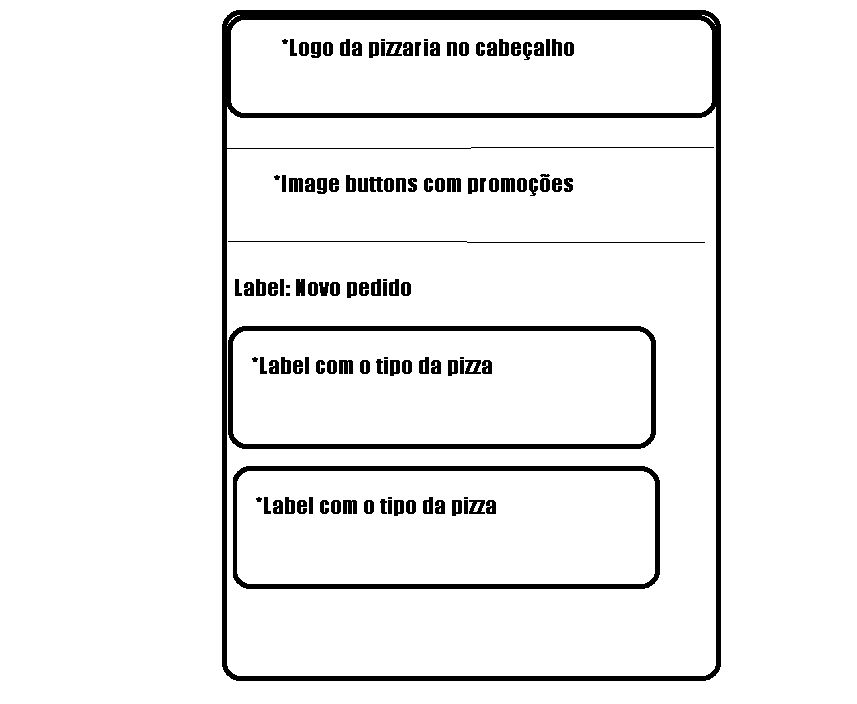 *Logo da pizzaria no cabeçalho
*Image buttons com promoções
Label: Novo pedido
*Label com o tipo da pizza
*Label com o tipo da pizza